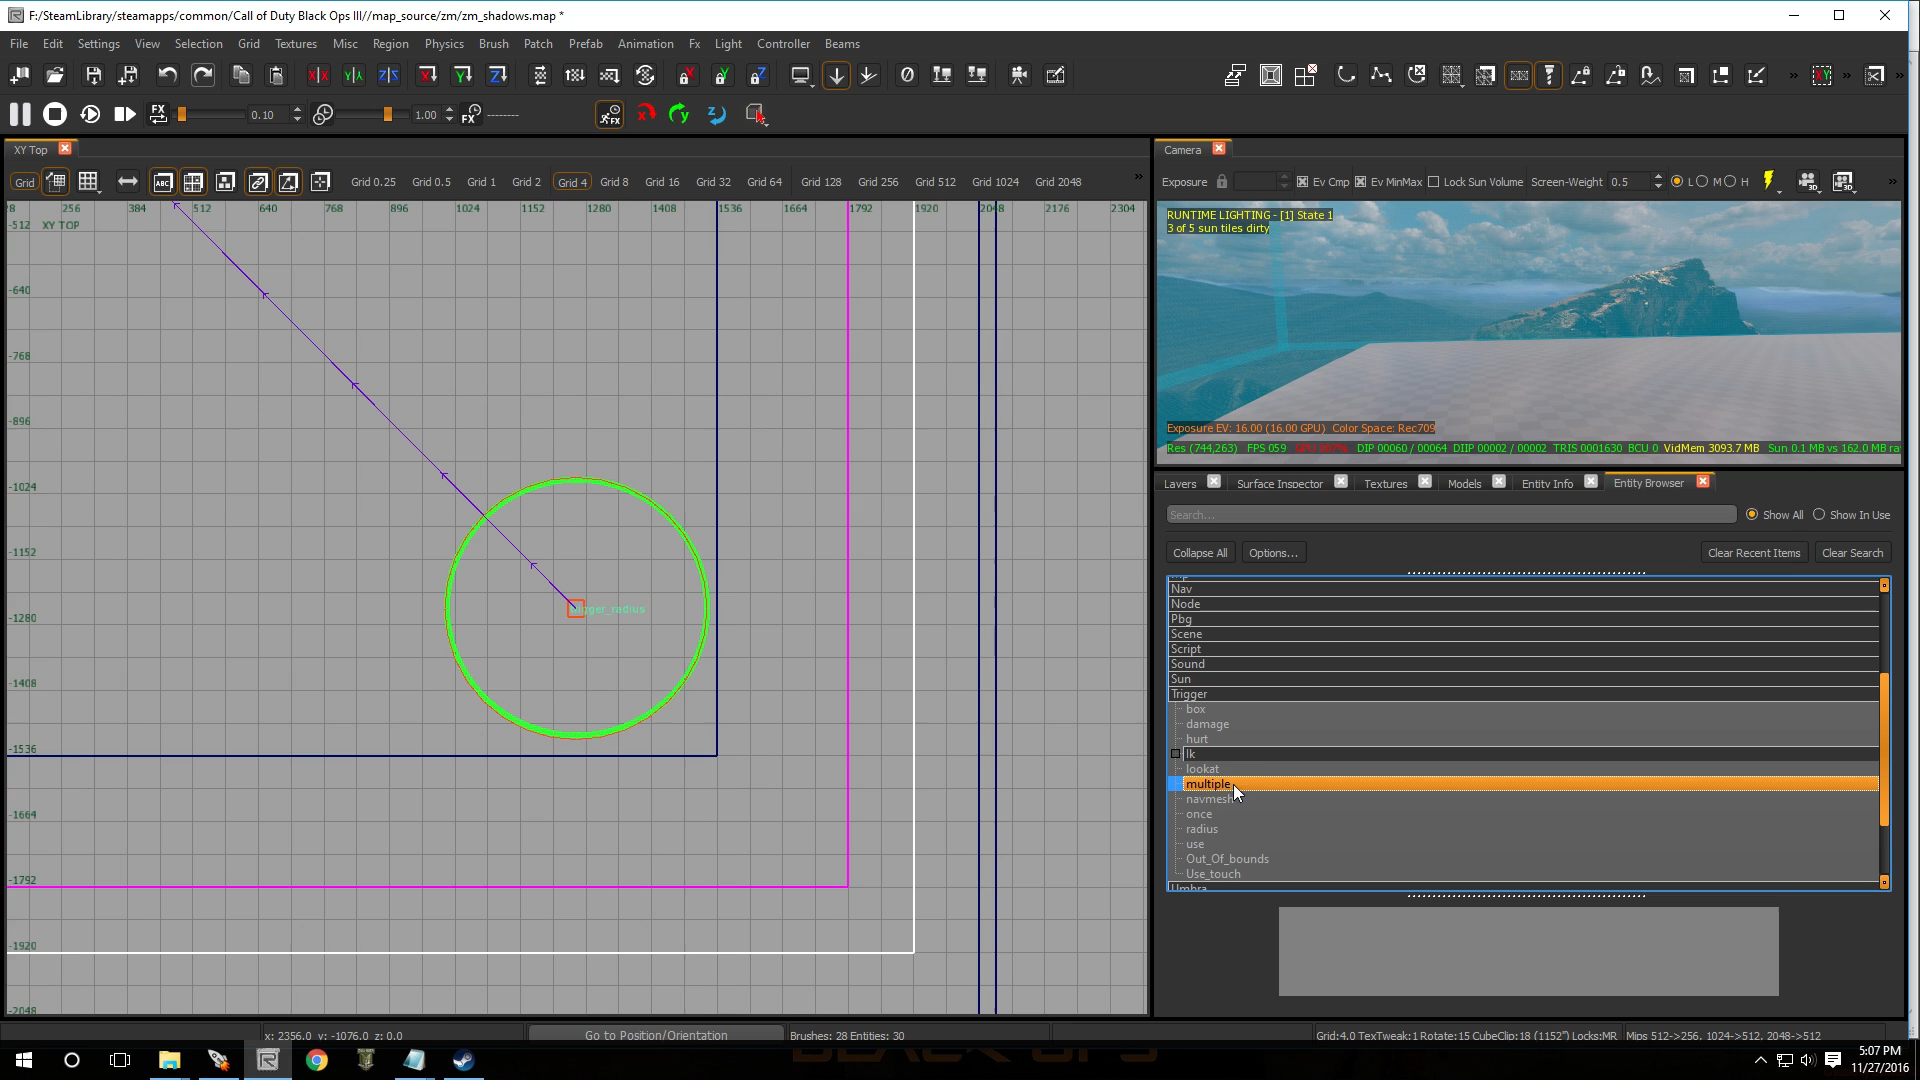 F:/SteamLibrary/steamapps/common/Call of Duty Black Ops III//map_source/zm/zm_shadows.map *
File Edit Settings View Selection Grid Textures Misc Region Physics Brush Patch Prefab Animation Fx Light Controller Beams
FX 0.10 1.00 FX --------
XY Top
Camera
Grid Grid 0.25 Grid 0.5 Grid 1 Grid 2 Grid 4 Grid 8 Grid 16 Grid 32 Grid 64 Grid 128 Grid 256 Grid 512 Grid 1024 Grid 2048
Exposure Ev Cmp Ev MinMax Lock Sun Volume Screen-Weight 0.5 L M H
256 384 512 640 768 896 1024 1152 1280 1408 1536 1664 1792 1920 2048 2176 2304
-512 XY TOP
-640
-768
-896
-1024
-1152
-1280
-1408
-1536
-1664
-1792
-1920
-2048
trigger_radius
RUNTIME LIGHTING - [1] State 1
3 of 5 sun tiles dirty
Exposure EV: 16.00 (16.00 GPU) Color Space: Rec709
Res (744,263) FPS 059 DIP 00060 / 00064 DIIP 00002 / 00002 TRIS 0001630 BCU 0 VidMem 3093.7 MB Sun 0.1 MB vs 162.0 MB ra
Layers Surface Inspector Textures Models Entity Info Entity Browser
Search... Show All Show In Use
Collapse All Options... Clear Recent Items Clear Search
Nav
Node
Pbg
Scene
Script
Sound
Sun
Trigger
box
damage
hurt
lk
lookat
multiple
navmesh
once
radius
use
Out_Of_bounds
Use_touch
Umbra
x: 2356.0 y: -1076.0 z: 0.0 Go to Position/Orientation Brushes: 28 Entities: 30 Grid:4.0 TexTweak:1 Rotate:15 CubeClip:18 (1152") Locks:MR Mips 512->256, 1024->512, 2048->512
5:07 PM
11/27/2016